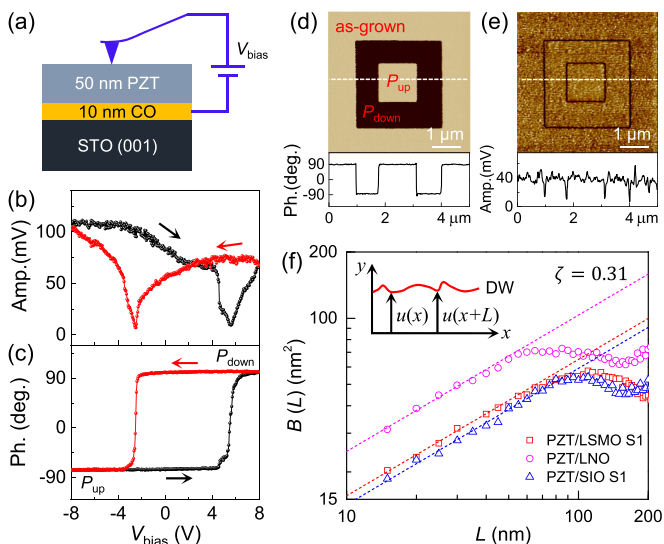 (a)
V_bias
50 nm PZT
10 nm CO
STO (001)
(b)
Amp.(mV)
100
50
0
(c)
Ph. (deg.)
90
0
-90
P_down
P_up
-8 -4 0 4 8
V_bias (V)
(d)
as-grown
P_up
P_down
1 μm
Ph.(deg.)
90
0
-90
0 2 4 μm
(e)
1 μm
Amp.(mV)
40
0
0 2 4 μm
(f)
B (L) (nm²)
200
100
15
y
DW
u(x) u(x+L)
x
ζ = 0.31
PZT/LSMO S1
PZT/LNO
PZT/SIO S1
10 100 200
L (nm)